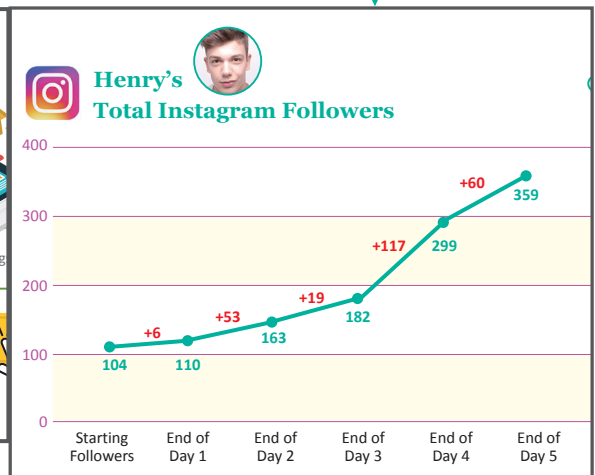 Henry's
Total Instagram Followers
400
300
200
100
0
+6
+53
+19
+117
+60
104
110
163
182
299
359
Starting
Followers
End of
Day 1
End of
Day 2
End of
Day 3
End of
Day 4
End of
Day 5